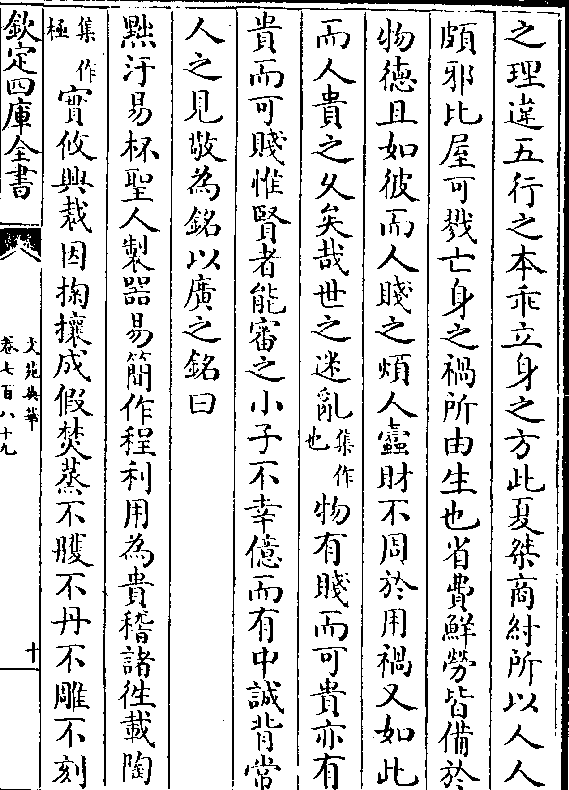 之理違五行之本乖立身之方此夏桀商紂所以人人
頗邪比屋可戮亡身之禍所由生也省費鮮勞皆備於
物德且如彼而人賤之煩人蠧財不周於用禍又如此
而人貴之乆矣哉世之迷亂集作也物有賤而可貴亦有
貴而可賤惟賢者能審之小子不幸億而有中誠背常
人之見敬為銘以廣之銘曰
㸃汙易杯聖人製器易簡作程利用為貴稽諸徃載陶
集作極實攸興裁因掬攘成假焚蒸不雘不丹不雕不刻
欽定四庫全書
文苑英華
卷七百八十九
十